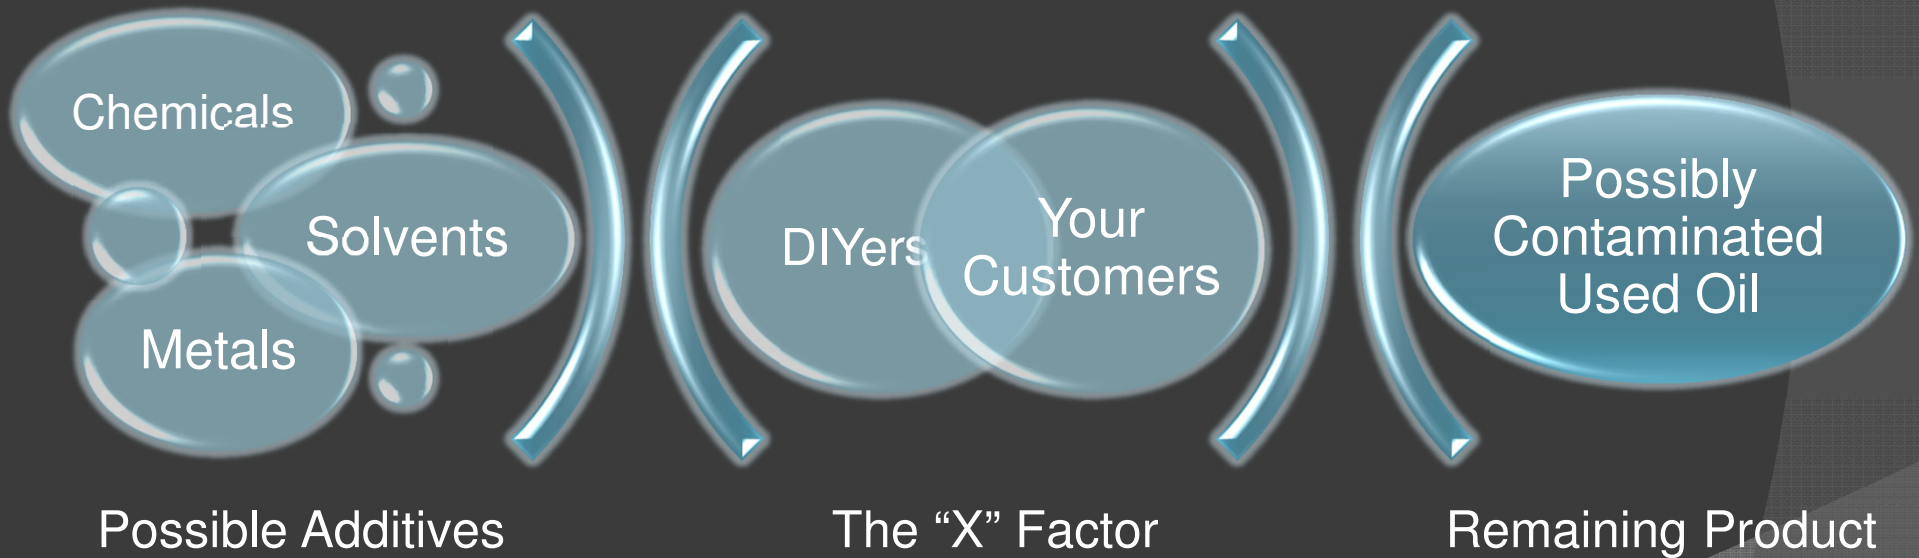 Chemicals
Solvents
Metals
Possible Additives
DIYers
Your
Customers
The “X” Factor
Possibly
Contaminated
Used Oil
Remaining Product